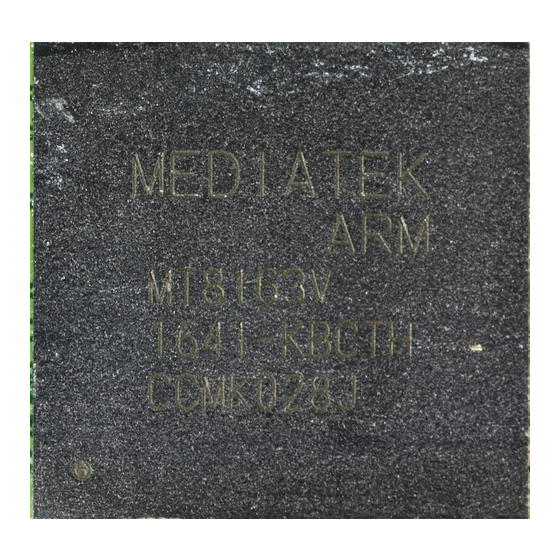 MEDIATEK
ARM
MT8163V
1641-KBCTH
CCMK028J